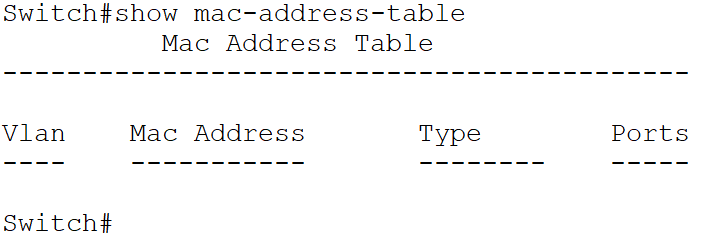 Switch#show mac-address-table
Mac Address Table
-------------------------------------------
Vlan    Mac Address       Type        Ports
----    -----------       --------    -----
Switch#